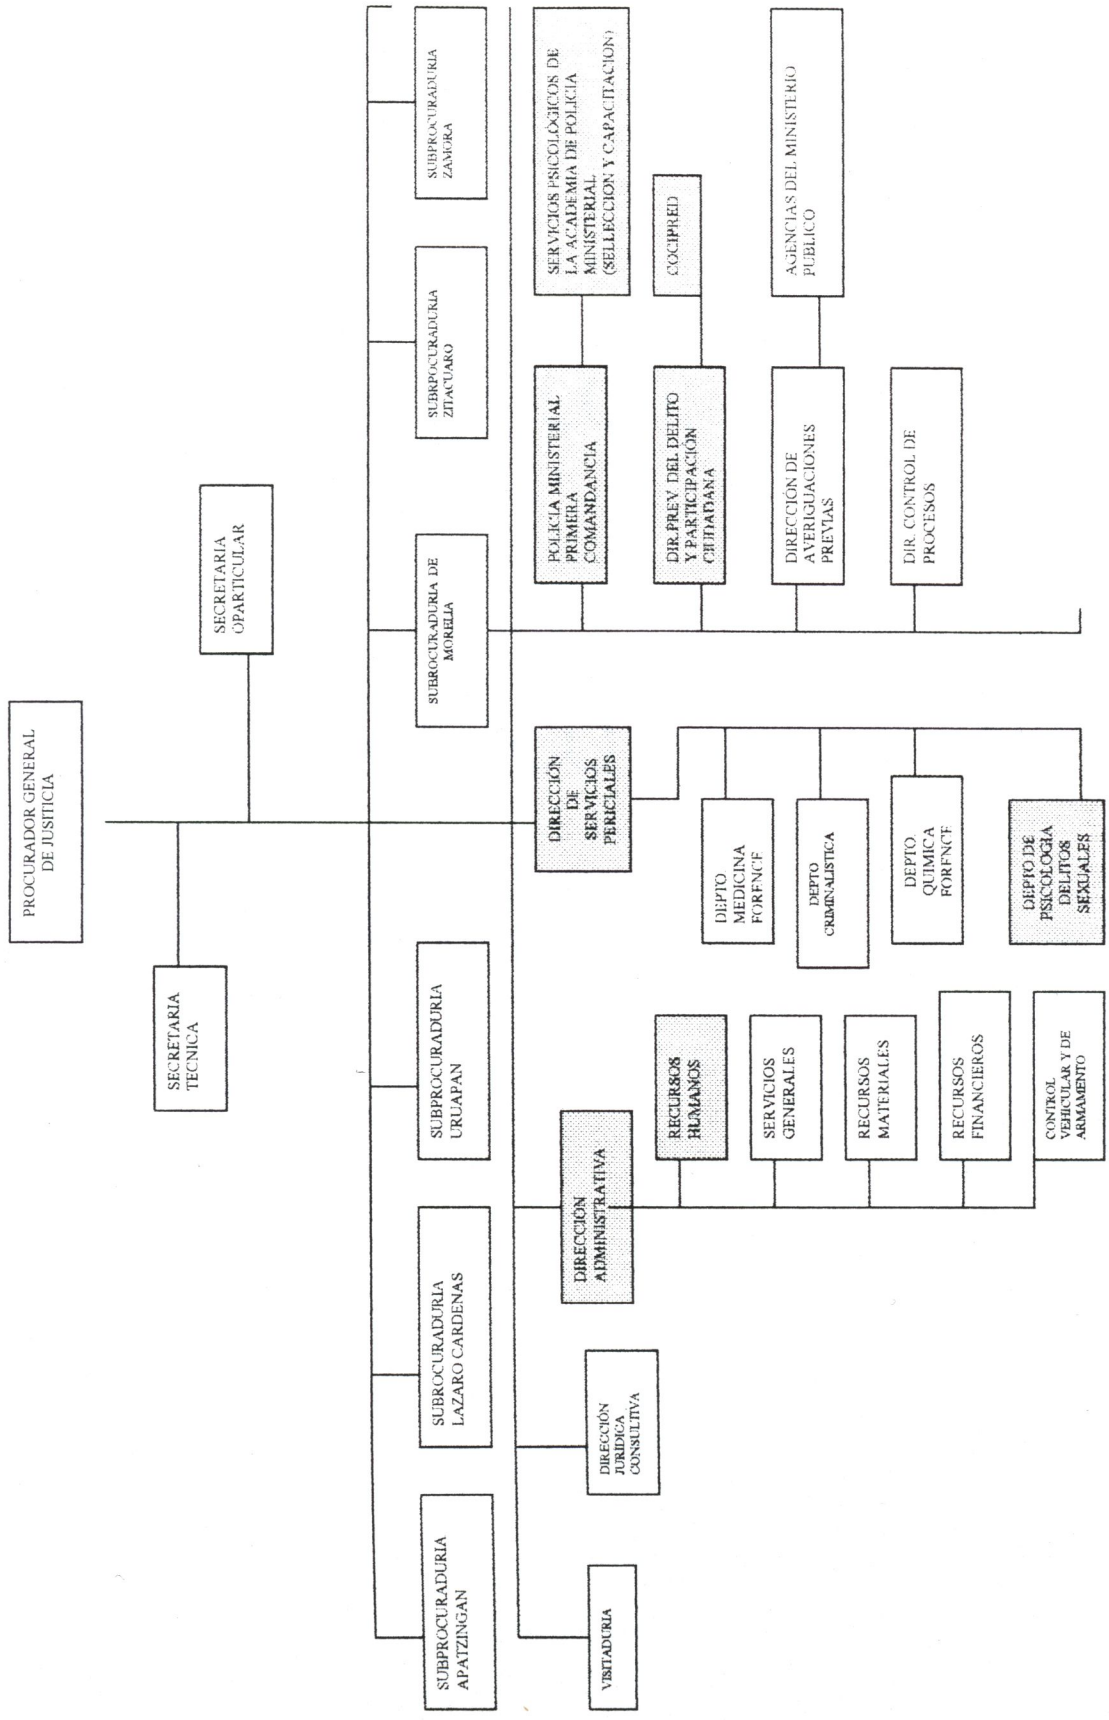 PROCURADOR GENERAL
DE JUSITICIA
SECRETARIA
TECNICA
SECRETARIA
OPARTICULAR
SUBPROCURADURIA
APATZINGAN
SUBROCURADURIA
LAZARO CARDENAS
SUBPROCURADURIA
URUAPAN
SUBROCURADURIA DE
MORELIA
SUBRPOCURADURIA
ZITACUARO
SUBPROCURADURIA
ZAMORA
VISITADURIA
DIRECCIÓN
JURIDICA
CONSULTIVA
DIRECCIÓN
ADMINISTRATIVA
RECURSOS
HUMANOS
SERVICIOS
GENERALES
RECURSOS
MATERIALES
RECURSOS
FINANCIEROS
CONTROL
VEHICULAR Y DE
ARMAMENTO
DIRECCIÓN
DE
SERVICIOS
PERICIALES
DEPTO
MEDICINA
FORENCE
DEPTO
CRIMINALISTICA
DEPTO.
QUIMICA
FORENCE
DEPTO DE
PSICOLOGIA
DELITOS
SEXUALES
POLICIA MINISTERIAL
PRIMERA
COMANDANCIA
SERVICIOS PSICOLÓGICOS DE
LA ACADEMIA DE POLICIA
MINISTERIAL
(SELLECCION Y CAPACITACION)
DIR.PREV. DEL DELITO
Y PARTICIPACIÓN
CIUDADANA
COCIPRED
DIRECCIÓN DE
AVERIGUACIONES
PREVIAS
AGENCIAS DEL MINISTERIO
PUBLICO
DIR. CONTROL DE
PROCESOS